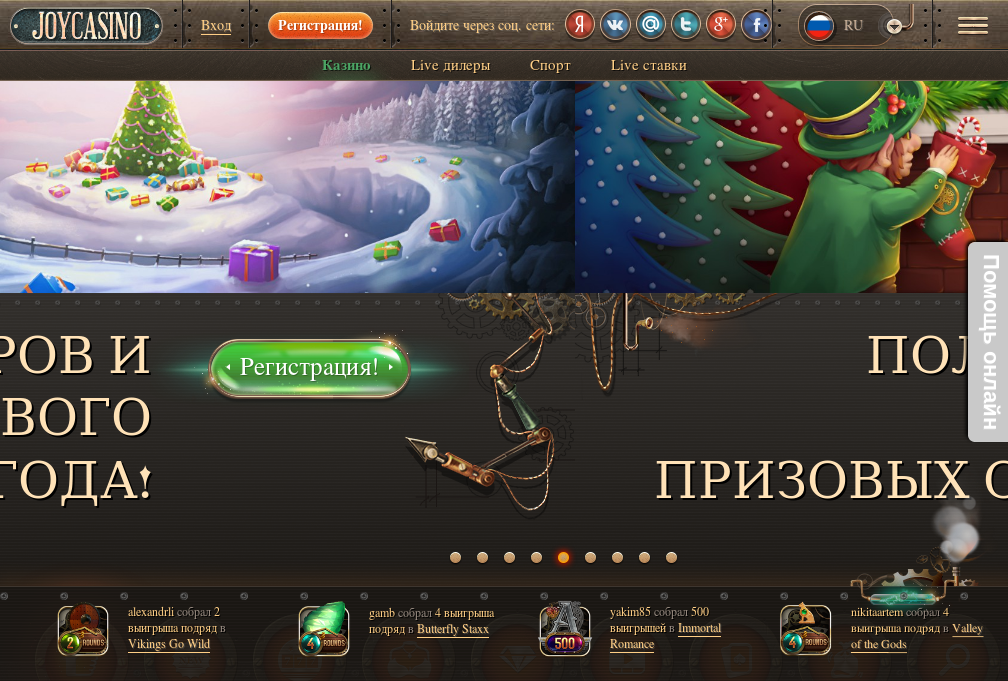 JOYCASINO
Вход
Регистрация!
Войдите через соц. сети:
RU
Казино
Live дилеры
Спорт
Live ставки
Помощь онлайн
РОВ И
ВОГО
ГОДА!
Регистрация!
ПОЛ
ПРИЗОВЫХ С
alexandrli собрал 2
выигрыша подряд в
Vikings Go Wild
2 ROUNDS
gamb собрал 4 выигрыша
подряд в Butterfly Staxx
4 ROUNDS
yakim85 собрал 500
выигрышей в Immortal
Romance
500
nikitaartem собрал 4
выигрыша подряд в Valley
of the Gods
4 ROUNDS